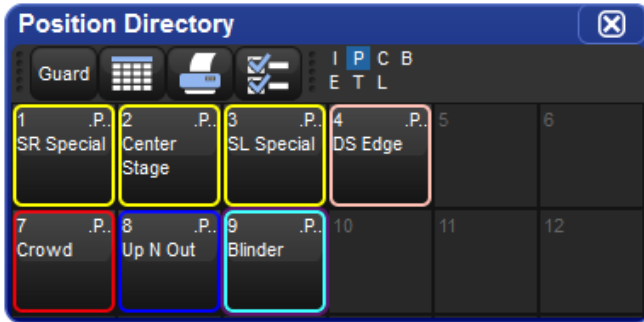 Position Directory
Guard
I P C B
E T L
1 .P..
SR Special
2 .P..
Center
Stage
3 .P..
SL Special
4 .P..
DS Edge
5
6
7 .P..
Crowd
8 .P..
Up N Out
9 .P..
Blinder
10
11
12